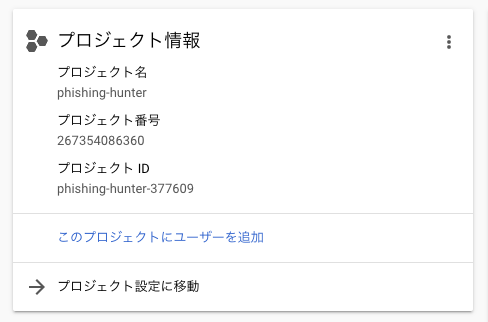 プロジェクト情報
プロジェクト名
phishing-hunter
プロジェクト番号
267354086360
プロジェクト ID
phishing-hunter-377609
このプロジェクトにユーザーを追加
プロジェクト設定に移動